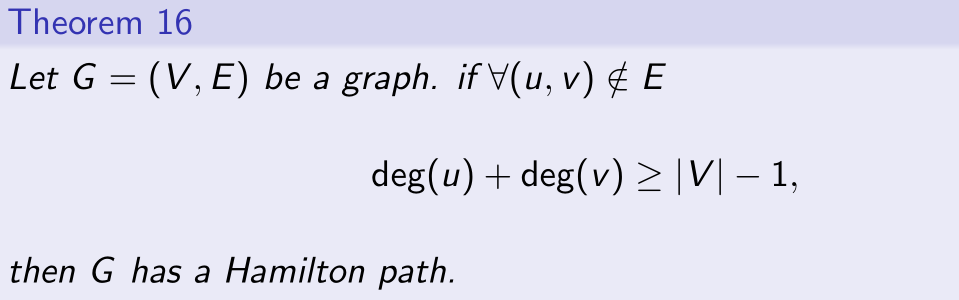 Theorem 16
Let G = (V, E) be a graph. if ∀(u, v) ∉ E
deg(u) + deg(v) ≥ |V| − 1,
then G has a Hamilton path.